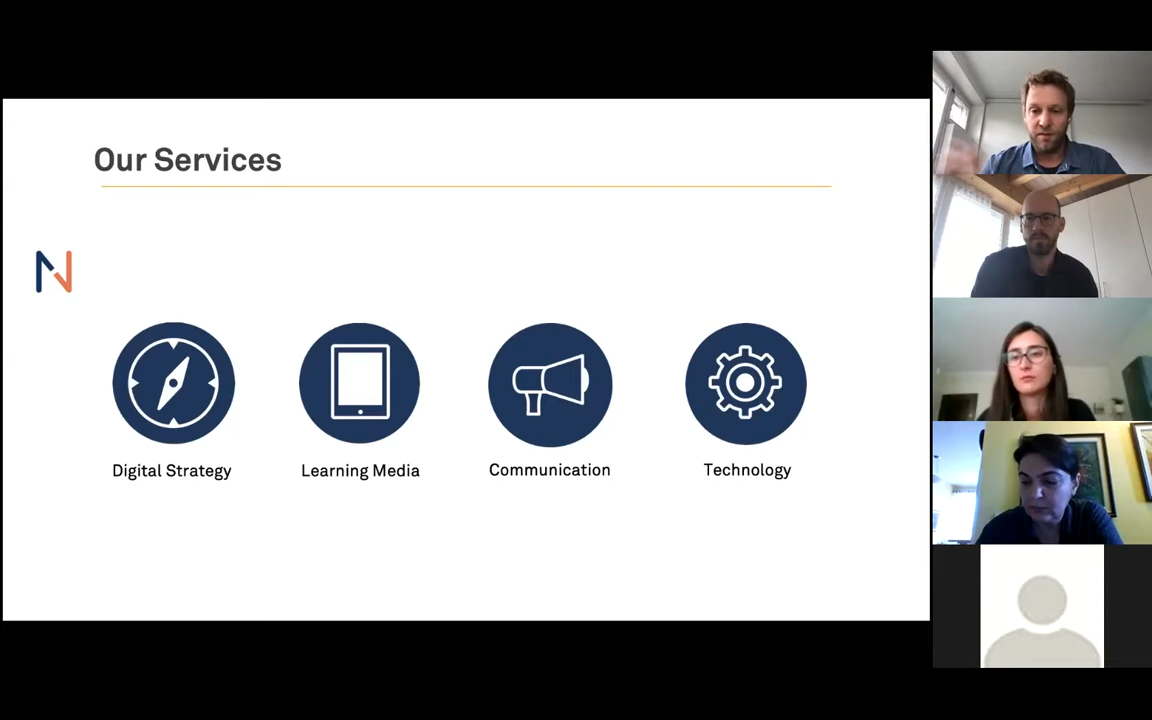 Our Services
Digital Strategy
Learning Media
Communication
Technology